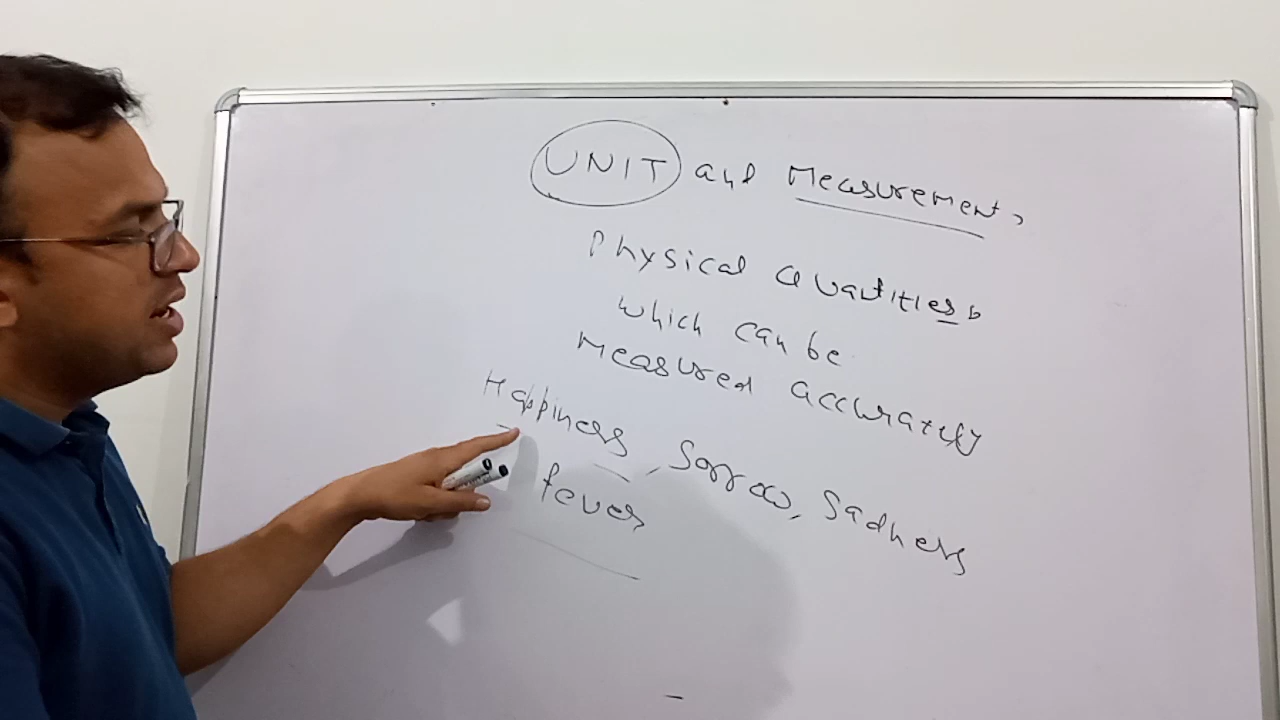 UNIT and Measurement,
Physical Quantities
which can be
Measured accurately
Happiness, Sorrow, Sadness
fever